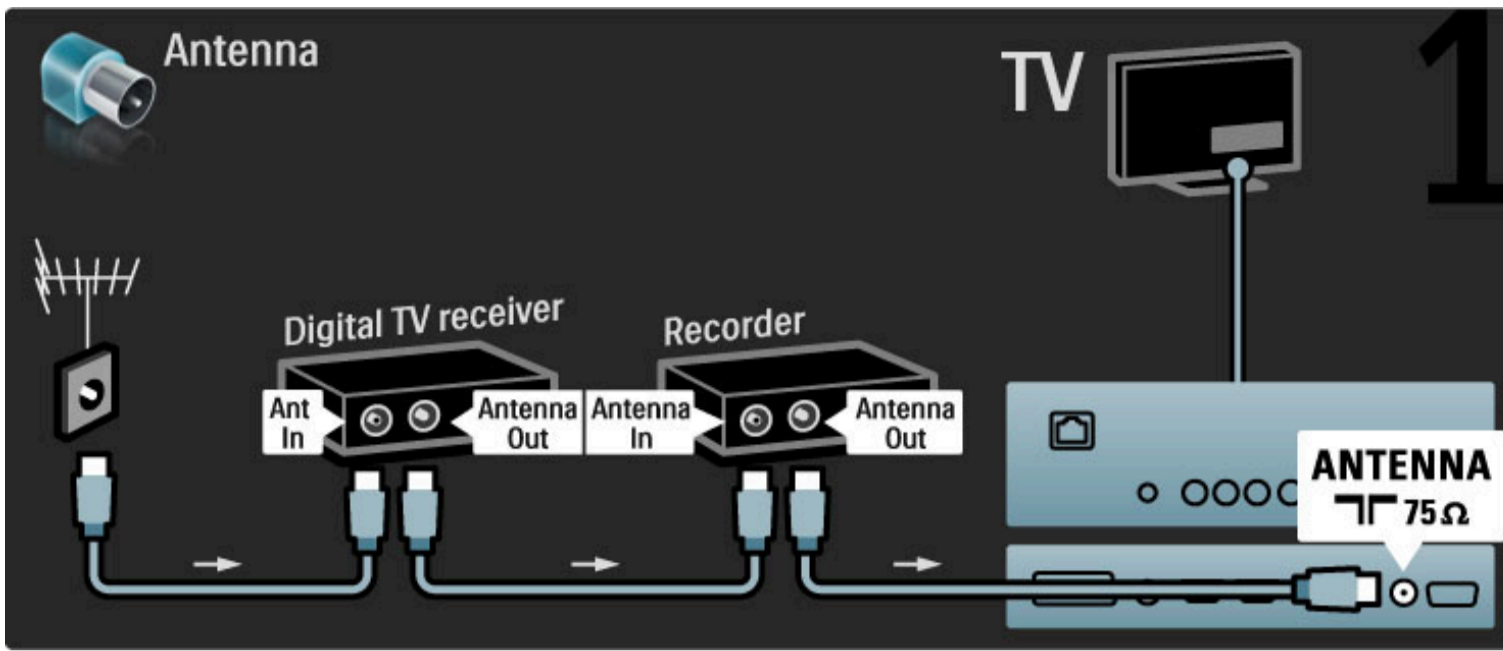 Antenna
TV
1
Digital TV receiver
Recorder
Ant
In
Antenna
Out
Antenna
In
Antenna
Out
ANTENNA
75Ω